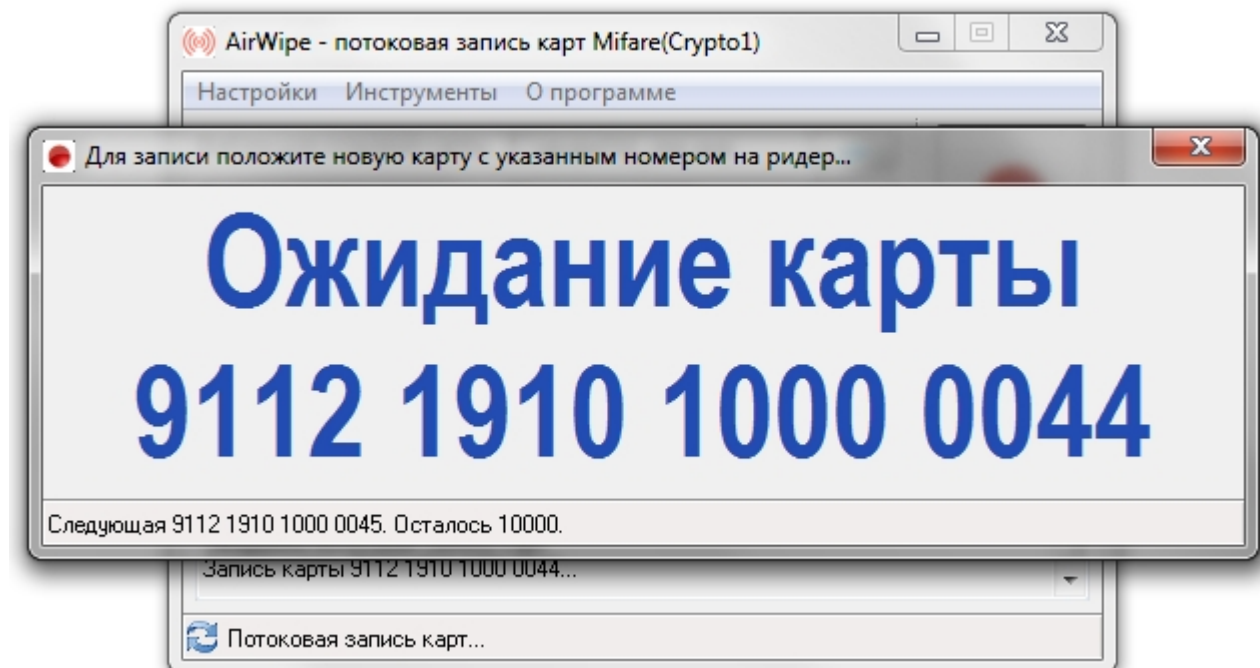 AirWipe - потоковая запись карт Mifare(Crypto1)
Настройки Инструменты О программе
Для записи положите новую карту с указанным номером на ридер...
Ожидание карты
9112 1910 1000 0044
Следующая 9112 1910 1000 0045. Осталось 10000.
Запись карты 9112 1910 1000 0044...
Потоковая запись карт...